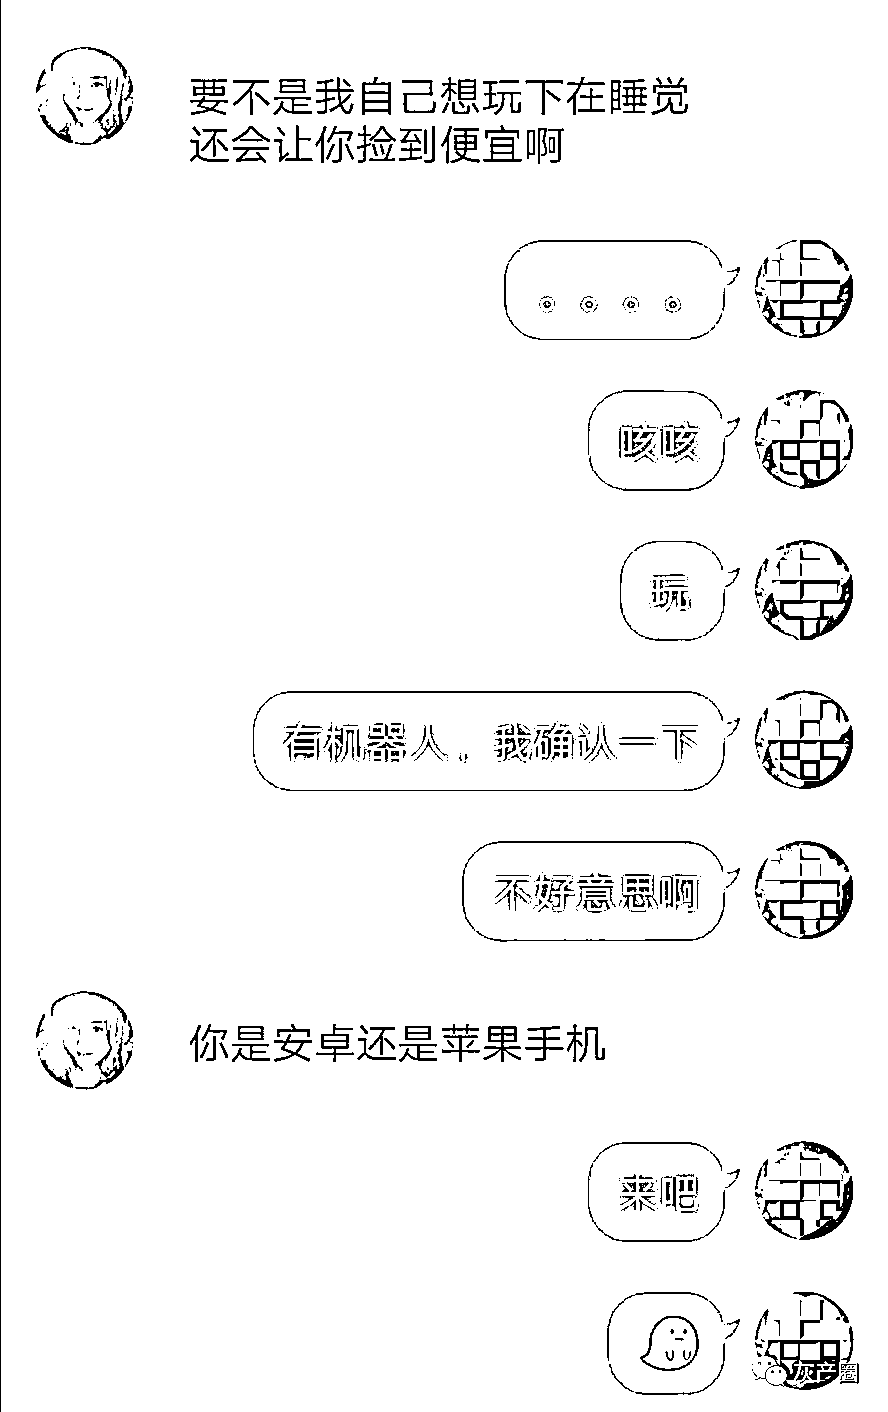 要不是我自己想玩下在睡觉
还会让你捡到便宜啊
。。。。
咳咳
玩
有机器人，我确认一下
不好意思啊
你是安卓还是苹果手机
来吧
灰产圈